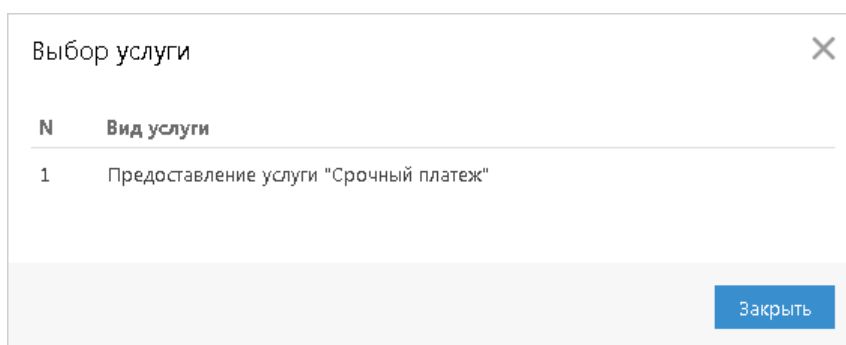 Выбор услуги
N Вид услуги
1 Предоставление услуги "Срочный платеж"
Закрыть